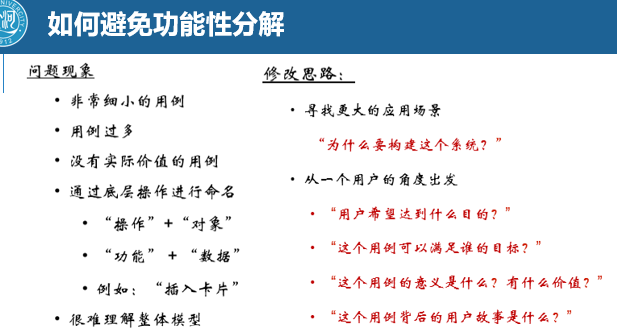 如何避免功能性分解
问题现象
• 非常细小的用例
• 用例过多
• 没有实际价值的用例
• 通过底层操作进行命名
• “操作”+“对象”
• “功能” + “数据”
• 例如：“插入卡片”
• 很难理解整体模型
修改思路：
• 寻找更大的应用场景
“为什么要构建这个系统？”
• 从一个用户的角度出发
• “用户希望达到什么目的？”
• “这个用例可以满足谁的目标？”
• “这个用例的意义是什么？有什么价值？”
• “这个用例背后的用户故事是什么？”